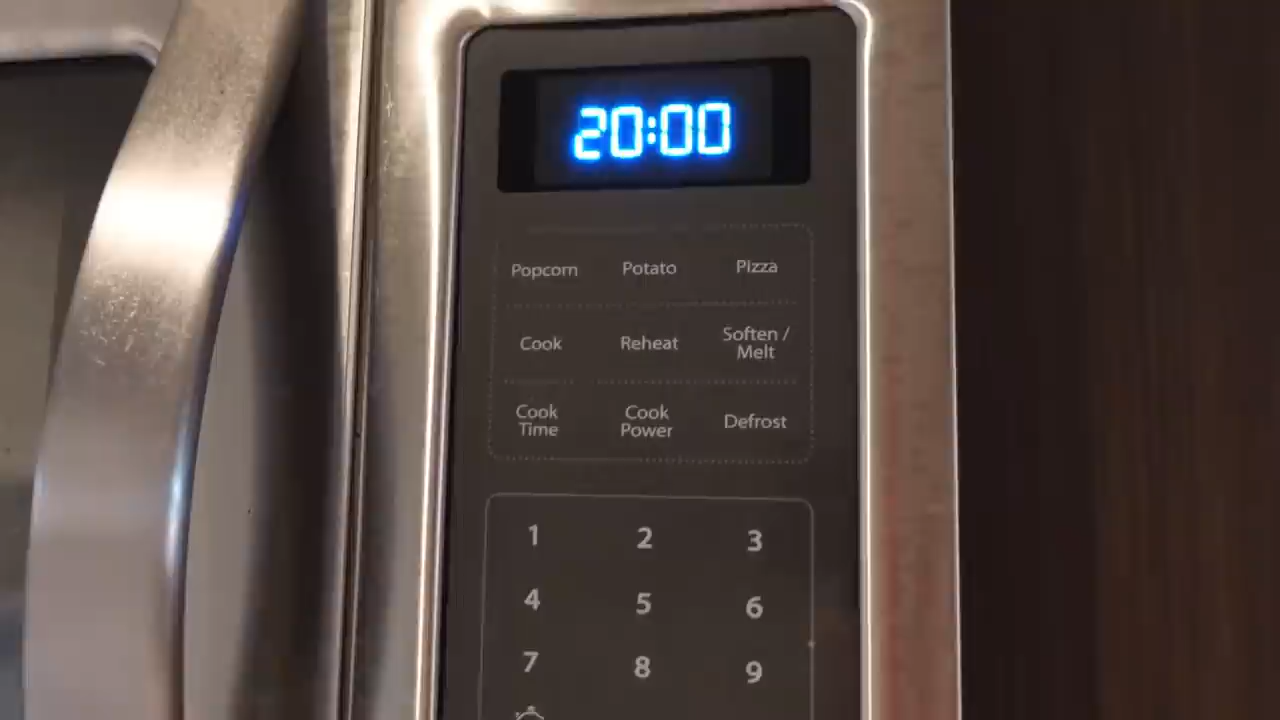 20:00
Popcorn Potato Pizza
Cook Reheat Soften / Melt
Cook Time Cook Power Defrost
1 2 3
4 5 6
7 8 9